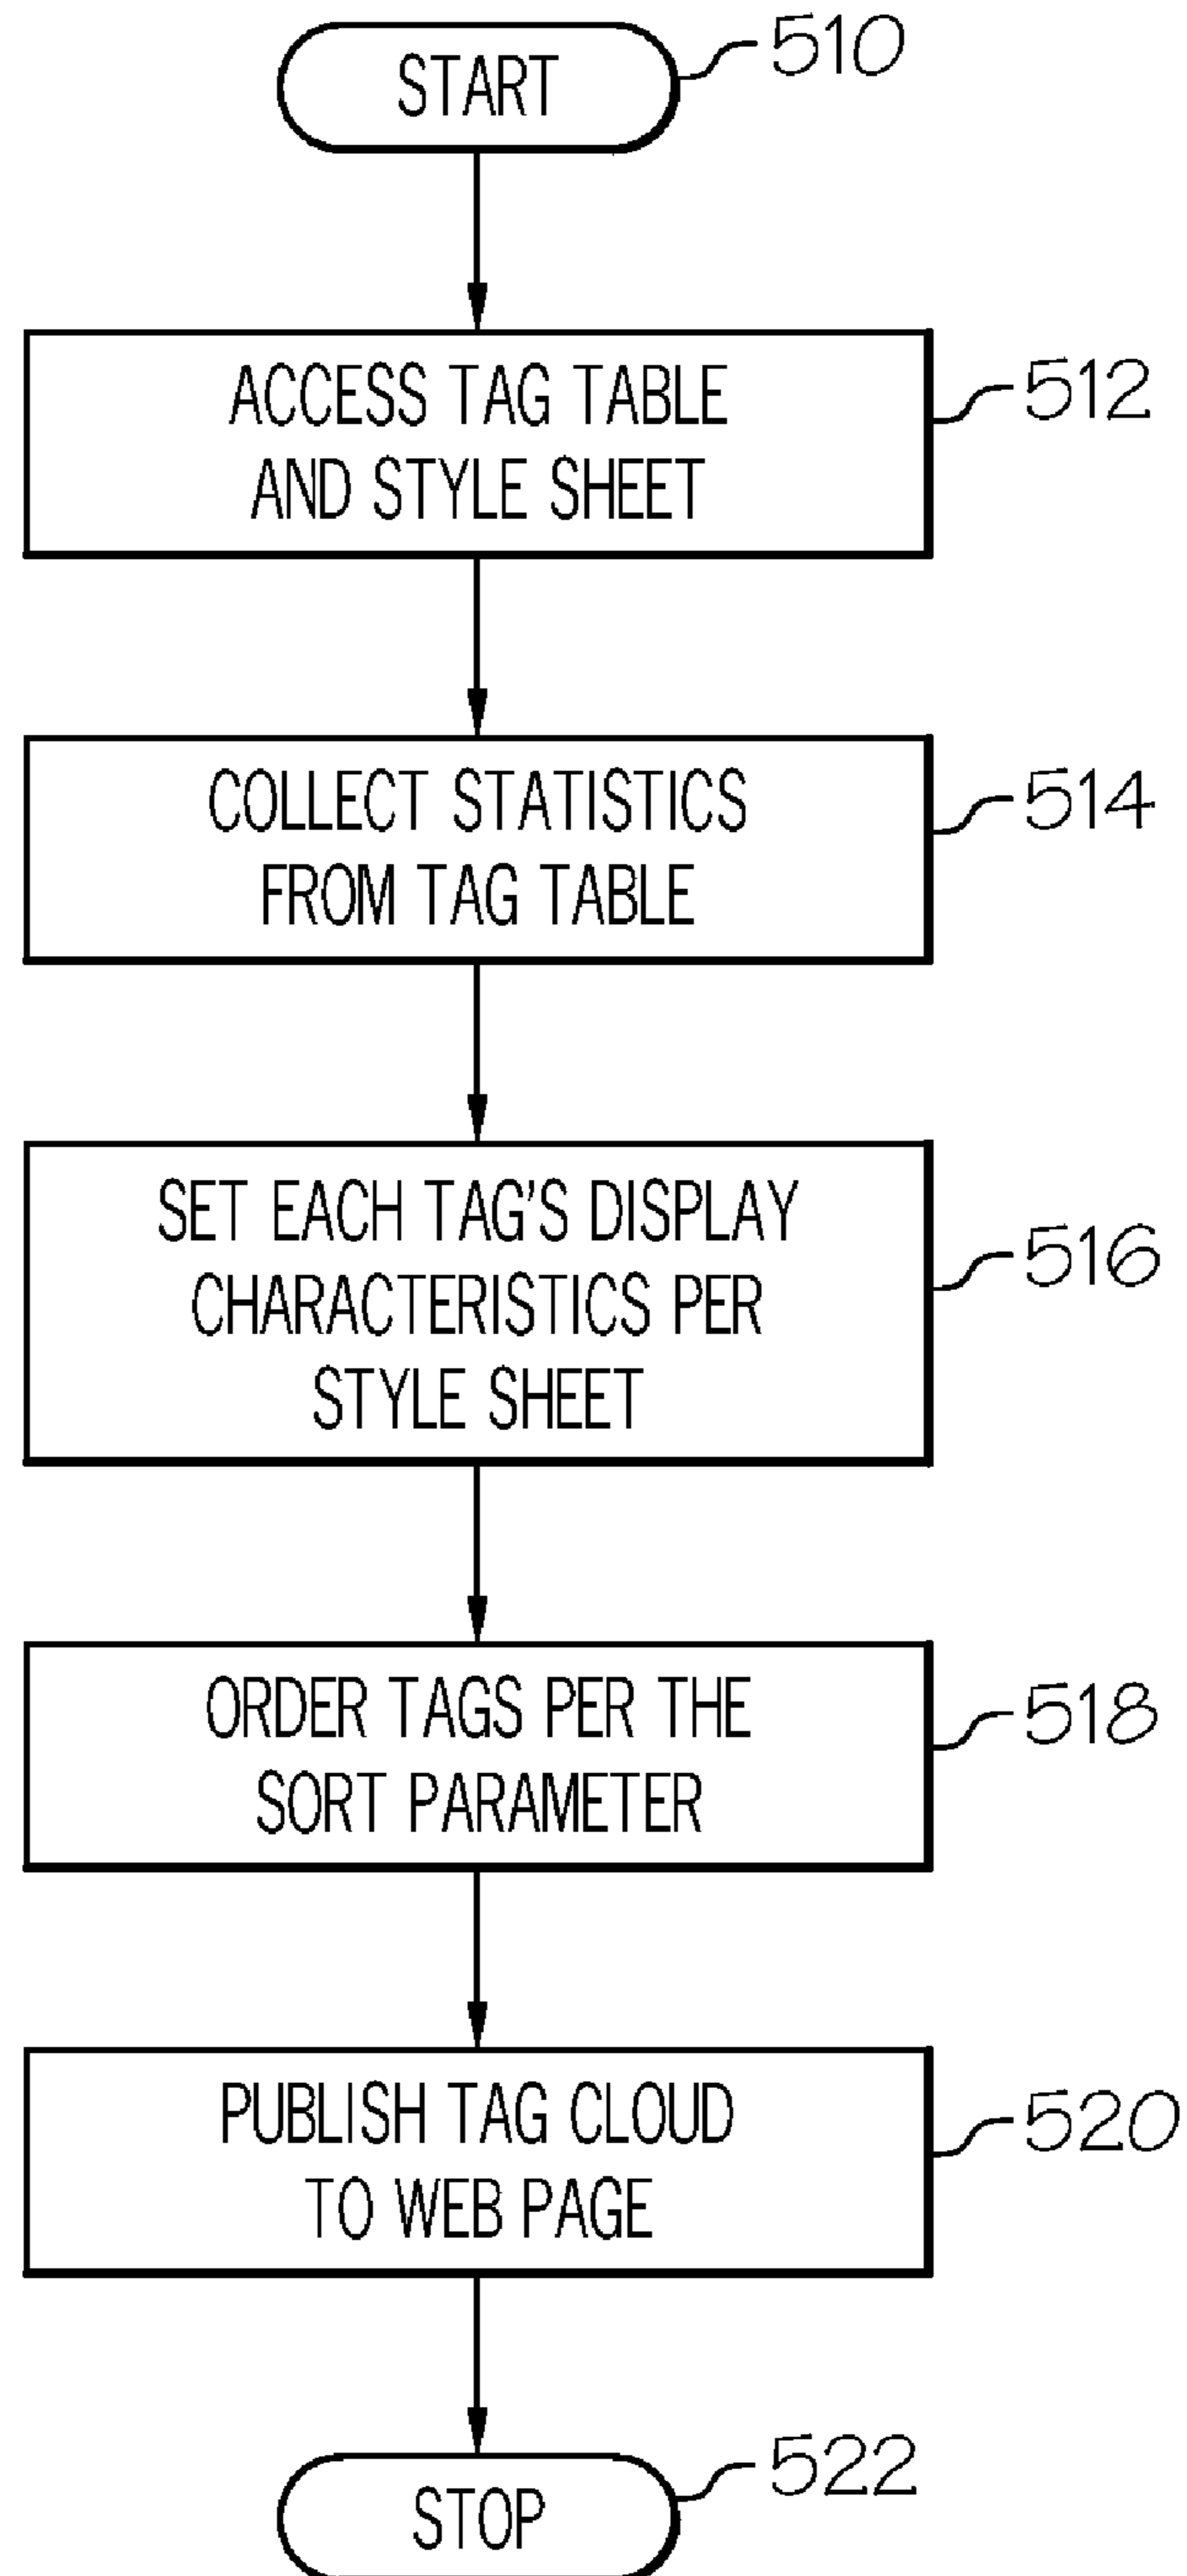 START
510
ACCESS TAG TABLE
AND STYLE SHEET
512
COLLECT STATISTICS
FROM TAG TABLE
514
SET EACH TAG'S DISPLAY
CHARACTERISTICS PER
STYLE SHEET
516
ORDER TAGS PER THE
SORT PARAMETER
518
PUBLISH TAG CLOUD
TO WEB PAGE
520
STOP
522